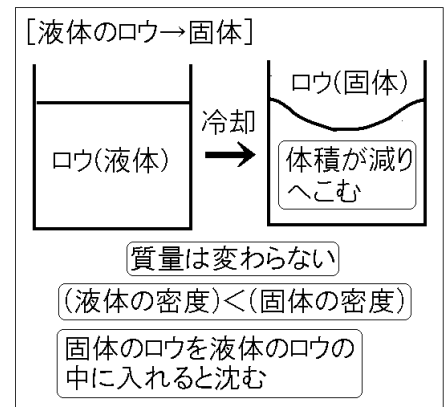 [液体のロウ→固体]
ロウ(液体)
冷却
ロウ(固体)
体積が減り
へこむ
質量は変わらない
(液体の密度)<(固体の密度)
固体のロウを液体のロウの
中に入れると沈む